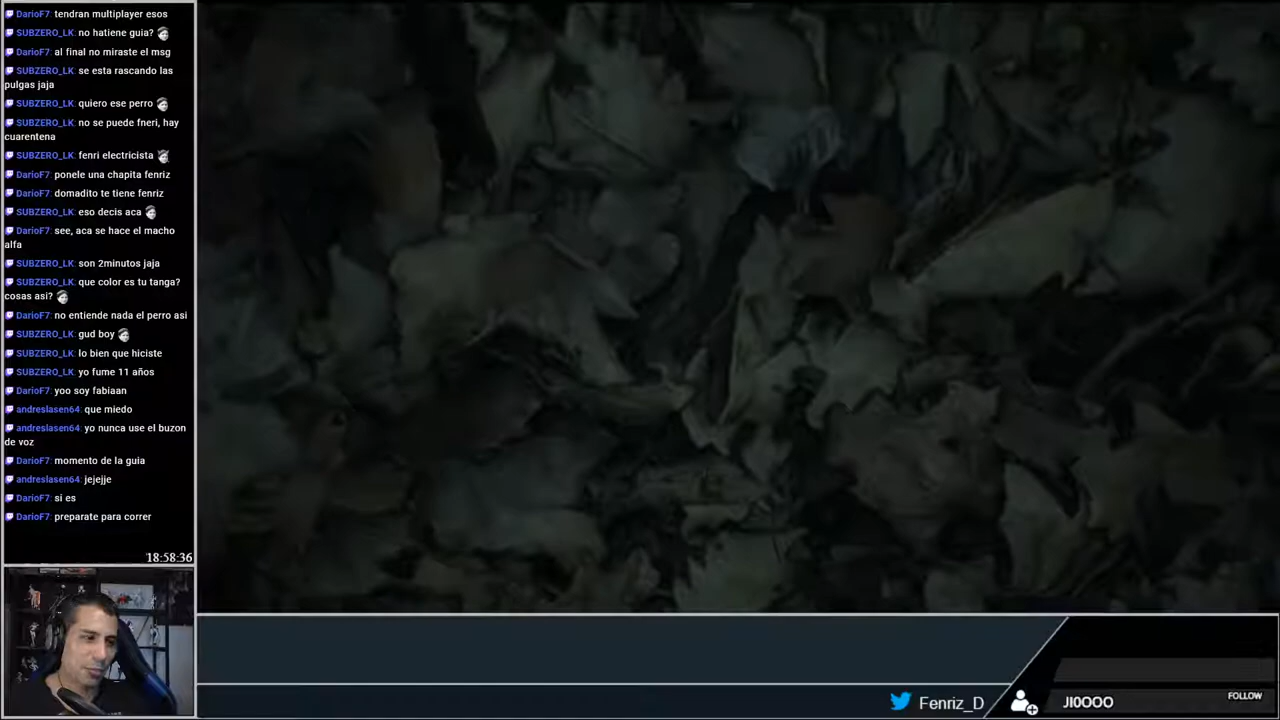 DarioF7: tendran multiplayer esos
SUBZERO_LK: no hatiene guia?
DarioF7: al final no miraste el msg
SUBZERO_LK: se esta rascando las
pulgas jaja
SUBZERO_LK: quiero ese perro
SUBZERO_LK: no se puede fneri, hay
cuarentena
SUBZERO_LK: fenri electricista
DarioF7: ponele una chapita fenriz
DarioF7: domadito te tiene fenriz
SUBZERO_LK: eso decis aca
DarioF7: see, aca se hace el macho
alfa
SUBZERO_LK: son 2minutos jaja
SUBZERO_LK: que color es tu tanga?
cosas asi?
DarioF7: no entiende nada el perro asi
SUBZERO_LK: gud boy
SUBZERO_LK: lo bien que hiciste
SUBZERO_LK: yo fume 11 años
DarioF7: yoo soy fabiaan
andreslasen64: que miedo
andreslasen64: yo nunca use el buzon
de voz
DarioF7: momento de la guia
andreslasen64: jejejje
DarioF7: si es
DarioF7: preparate para correr
18:58:36
Fenriz_D
JI0OOO
FOLLOW